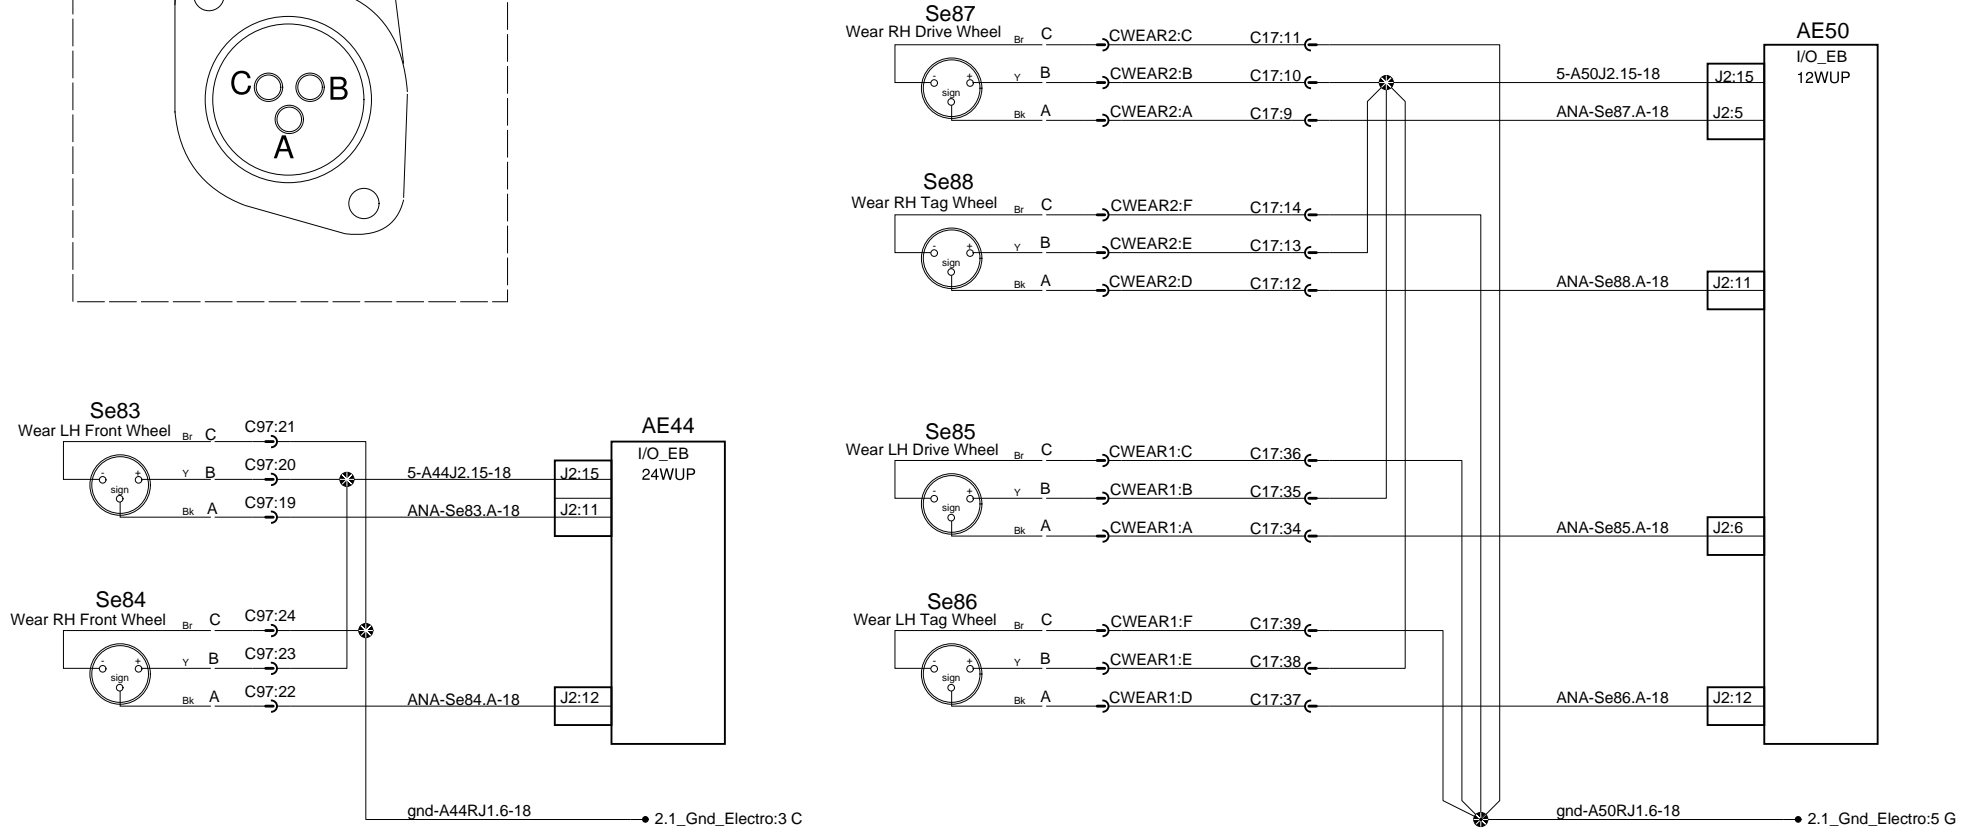 C B
A
Se87
Wear RH Drive Wheel
Br C CWEAR2:C C17:11
- + sign
Y B CWEAR2:B C17:10 5-A50J2.15-18 J2:15
Bk A CWEAR2:A C17:9 ANA-Se87.A-18 J2:5
AE50
I/O_EB
12WUP
Se88
Wear RH Tag Wheel
Br C CWEAR2:F C17:14
- + sign
Y B CWEAR2:E C17:13
Bk A CWEAR2:D C17:12 ANA-Se88.A-18 J2:11
Se83
Wear LH Front Wheel
Br C C97:21
- + sign
Y B C97:20 5-A44J2.15-18 J2:15
Bk A C97:19 ANA-Se83.A-18 J2:11
AE44
I/O_EB
24WUP
Se84
Wear RH Front Wheel
Br C C97:24
- + sign
Y B C97:23
Bk A C97:22 ANA-Se84.A-18 J2:12
gnd-A44RJ1.6-18 2.1_Gnd_Electro:3 C
Se85
Wear LH Drive Wheel
Br C CWEAR1:C C17:36
- + sign
Y B CWEAR1:B C17:35
Bk A CWEAR1:A C17:34 ANA-Se85.A-18 J2:6
Se86
Wear LH Tag Wheel
Br C CWEAR1:F C17:39
- + sign
Y B CWEAR1:E C17:38
Bk A CWEAR1:D C17:37 ANA-Se86.A-18 J2:12
gnd-A50RJ1.6-18 2.1_Gnd_Electro:5 G